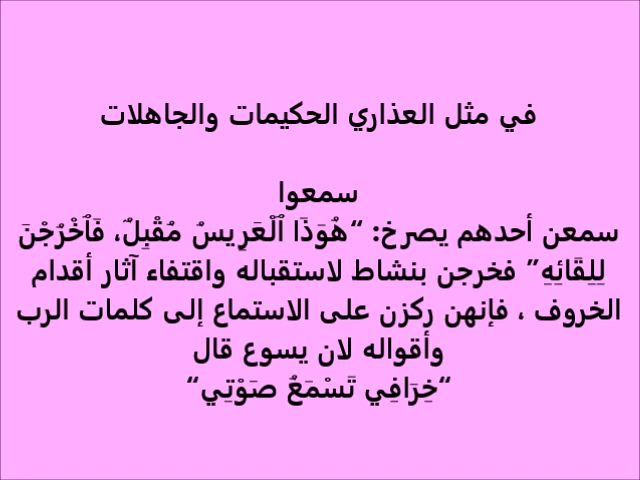 في مثل العذاري الحكيمات والجاهلات
سمعوا
سمعن أحدهم يصرخ: “هُوَذَا ٱلْعَرِيسُ مُقْبِلٌ، فَٱخْرُجْنَ
لِلِقَائِهِ” فخرجن بنشاط لاستقباله واقتفاء آثار أقدام
الخروف ، فإنهن ركزن على الاستماع إلى كلمات الرب
وأقواله لان يسوع قال
“خِرَافِي تَسْمَعُ صَوْتِي“